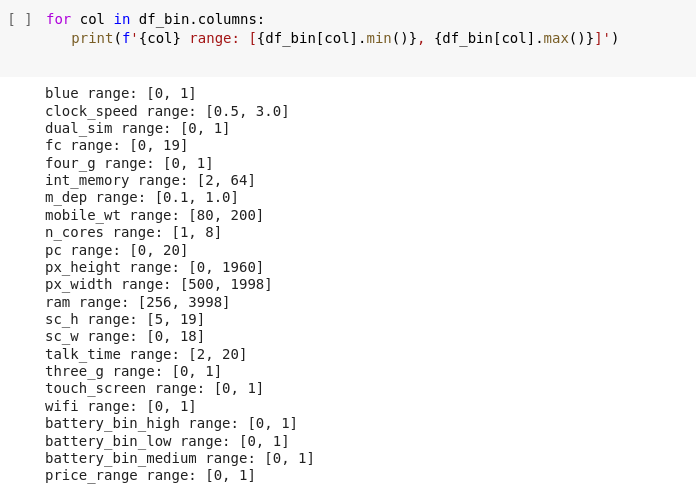 [ ] for col in df_bin.columns:
print(f'{col} range: [{df_bin[col].min()}, {df_bin[col].max()}]')
blue range: [0, 1]
clock_speed range: [0.5, 3.0]
dual_sim range: [0, 1]
fc range: [0, 19]
four_g range: [0, 1]
int_memory range: [2, 64]
m_dep range: [0.1, 1.0]
mobile_wt range: [80, 200]
n_cores range: [1, 8]
pc range: [0, 20]
px_height range: [0, 1960]
px_width range: [500, 1998]
ram range: [256, 3998]
sc_h range: [5, 19]
sc_w range: [0, 18]
talk_time range: [2, 20]
three_g range: [0, 1]
touch_screen range: [0, 1]
wifi range: [0, 1]
battery_bin_high range: [0, 1]
battery_bin_low range: [0, 1]
battery_bin_medium range: [0, 1]
price_range range: [0, 1]